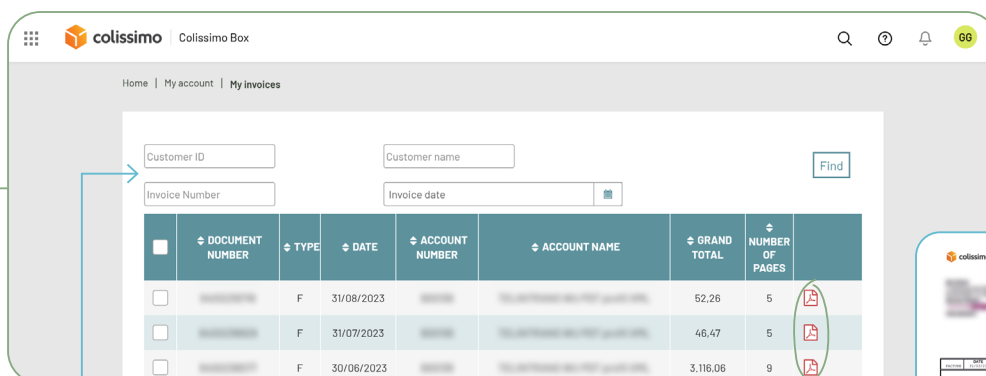 colissimo Colissimo Box GG
Home | My account | My invoices
Customer ID Customer name
Find
Invoice Number Invoice date
DOCUMENT NUMBER TYPE DATE ACCOUNT NUMBER ACCOUNT NAME GRAND TOTAL NUMBER OF PAGES
F 31/08/2023 52,26 5
F 31/07/2023 46,47 5
F 30/06/2023 3.116,06 9
colissimo
DATE